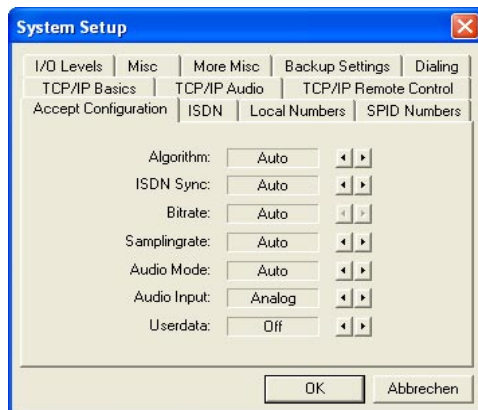 System Setup
I/O Levels Misc More Misc Backup Settings Dialing
TCP/IP Basics TCP/IP Audio TCP/IP Remote Control
Accept Configuration ISDN Local Numbers SPID Numbers
Algorithm: Auto
ISDN Sync: Auto
Bitrate: Auto
Samplingrate: Auto
Audio Mode: Auto
Audio Input: Analog
Userdata: Off
OK Abbrechen